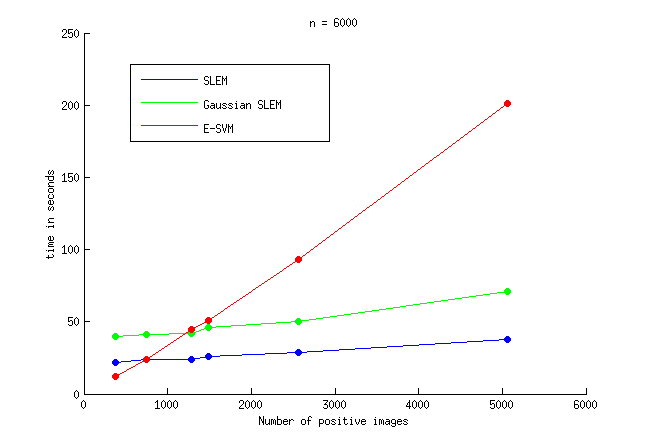 n = 6000
250
200
150
100
50
0
time in seconds
SLEM
Gaussian SLEM
E-SVM
0 1000 2000 3000 4000 5000 6000
Number of positive images